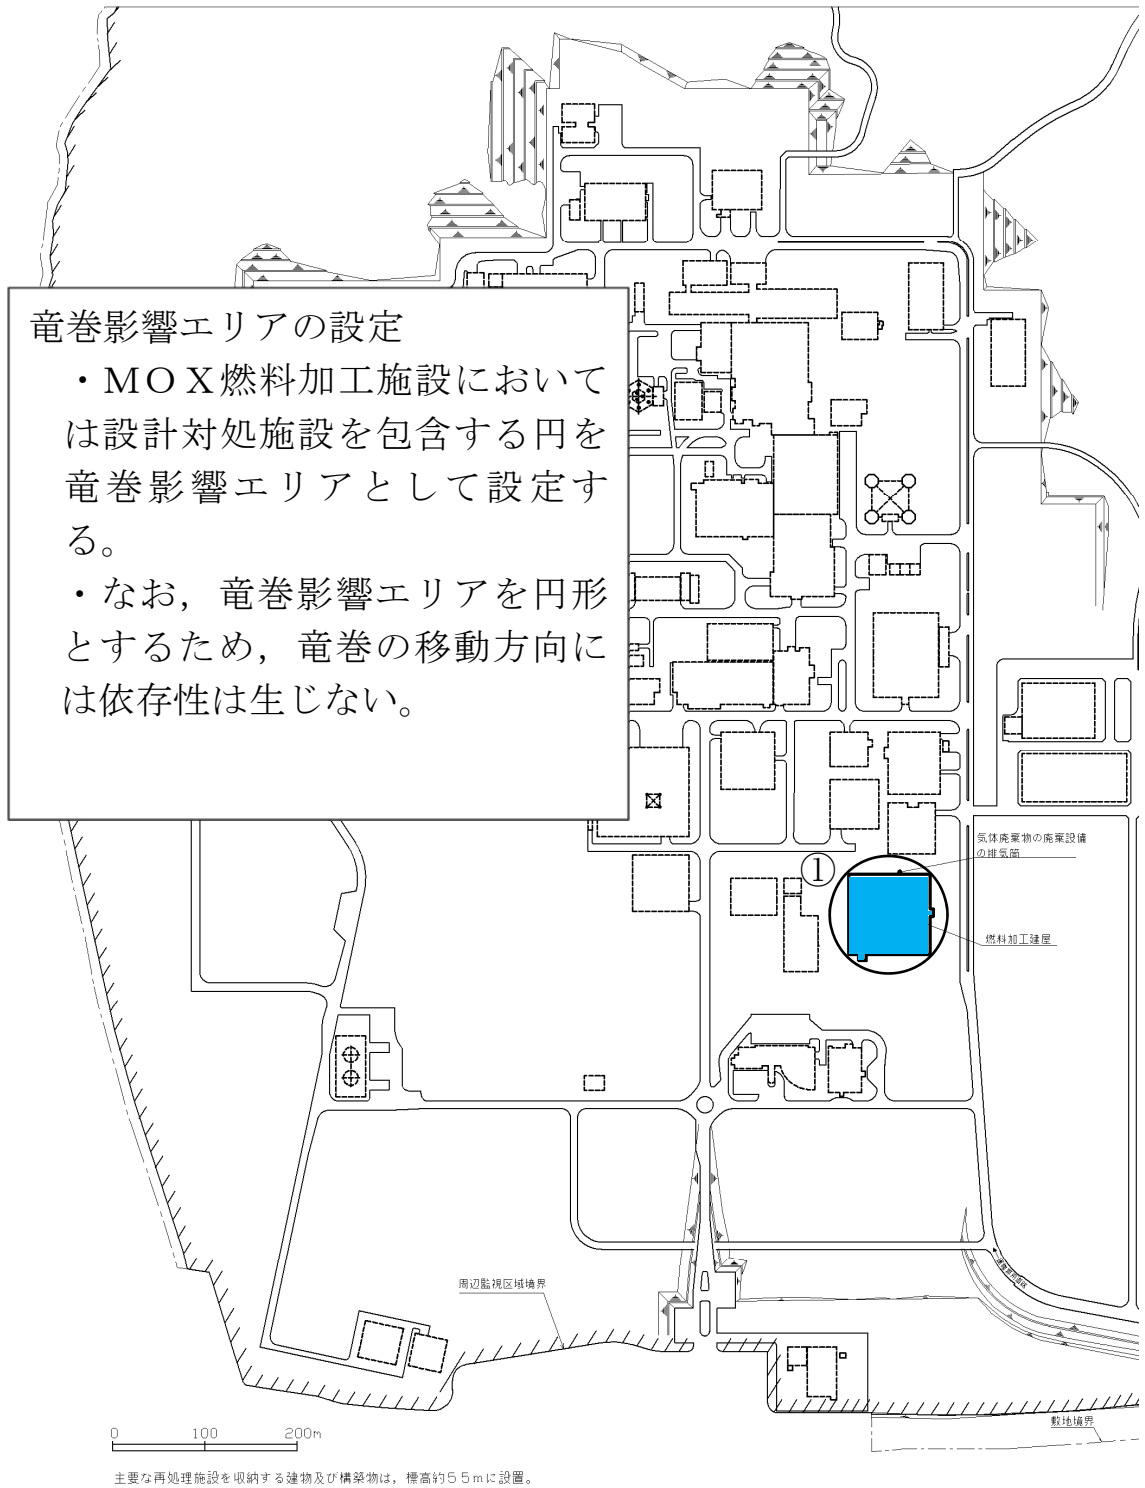 竜巻影響エリアの設定
・ＭＯＸ燃料加工施設において
は設計対処施設を包含する円を
竜巻影響エリアとして設定す
る。
・なお，竜巻影響エリアを円形
とするため，竜巻の移動方向に
は依存性は生じない。
気体廃棄物の廃棄設備
の排気筒
①
燃料加工建屋
周辺監視区域境界
敷地境界
0 100 200m
主要な再処理施設を収納する建物及び構築物は，標高約５５ｍに設置。